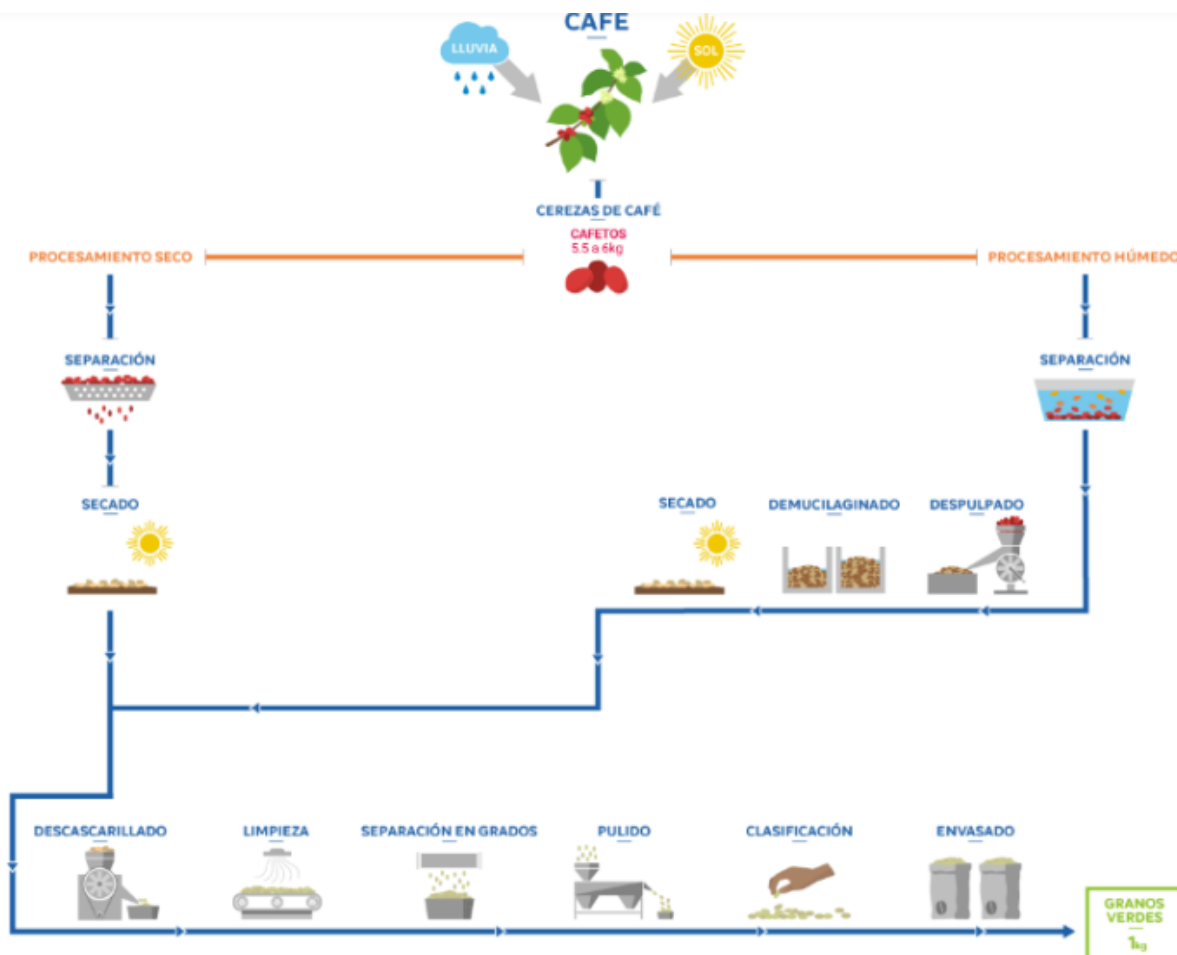 CAFE
LLUVIA
SOL
CEREZAS DE CAFÉ
CAFETOS
5.5 a 6kg
PROCESAMIENTO SECO
PROCESAMIENTO HÚMEDO
SEPARACIÓN
SEPARACIÓN
SECADO
SECADO
DEMUCILAGINADO
DESPULPADO
DESCASCARILLADO
LIMPIEZA
SEPARACIÓN EN GRADOS
PULIDO
CLASIFICACIÓN
ENVASADO
GRANOS
VERDES
1kg